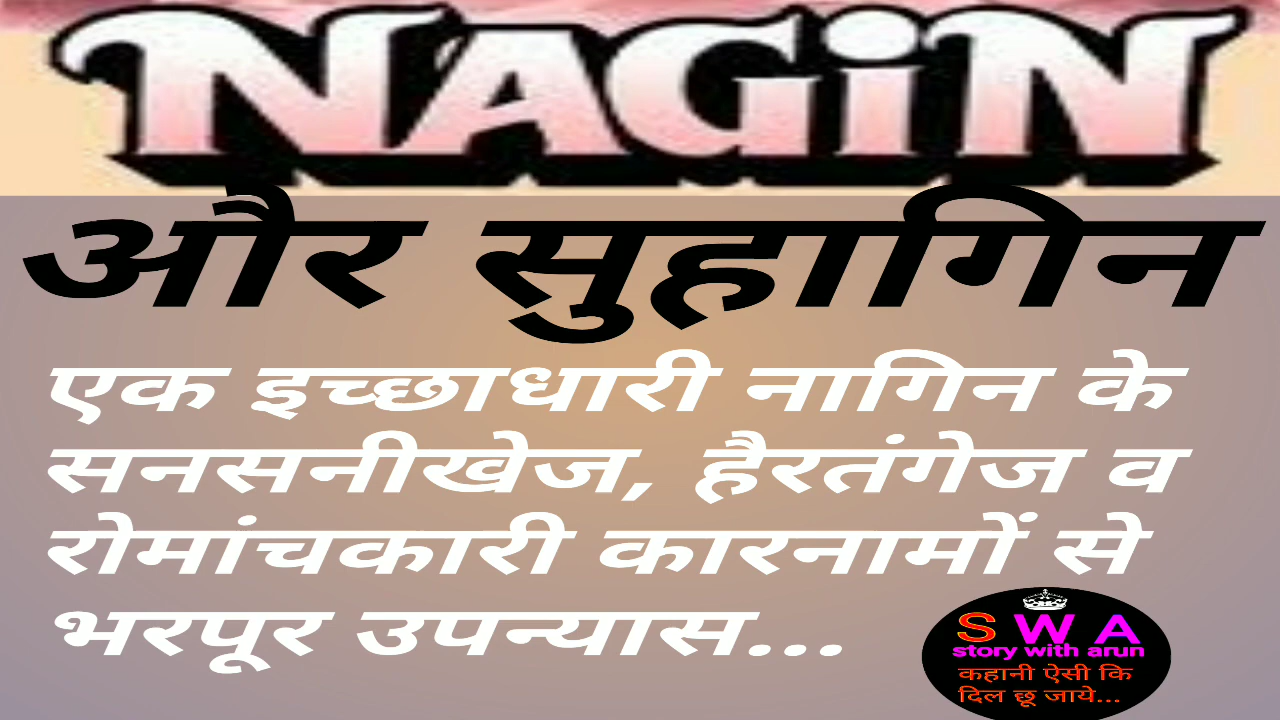 NAGiN
और सुहागिन
एक इच्छाधारी नागिन के
सनसनीखेज, हैरतंगेज व
रोमांचकारी कारनामों से
भरपूर उपन्यास...
S W A
story with arun
कहानी ऐसी कि
दिल छू जाये...